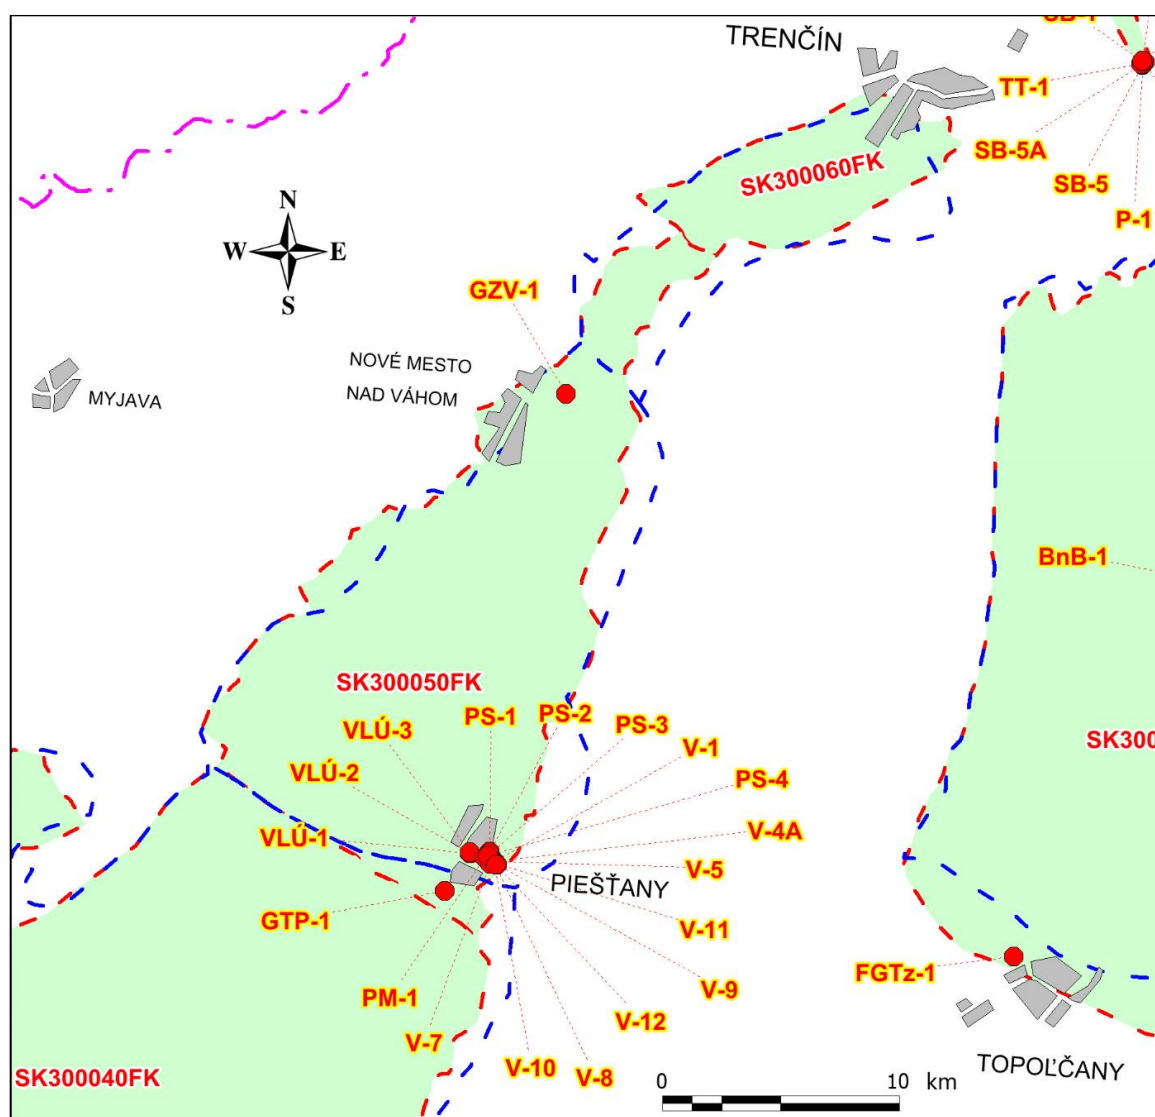 SB-1
TRENČÍN
TT-1
SB-5A
SK300060FK
SB-5
P-1
N
W
E
S
GZV-1
NOVÉ MESTO
NAD VÁHOM
MYJAVA
BnB-1
SK300050FK
PS-1
PS-2
PS-3
VLÚ-3
V-1
SK300
VLÚ-2
PS-4
VLÚ-1
V-4A
V-5
PIEŠŤANY
GTP-1
V-11
FGTz-1
PM-1
V-9
V-12
V-7
V-10
V-8
TOPOĽČANY
SK300040FK
0
10
km